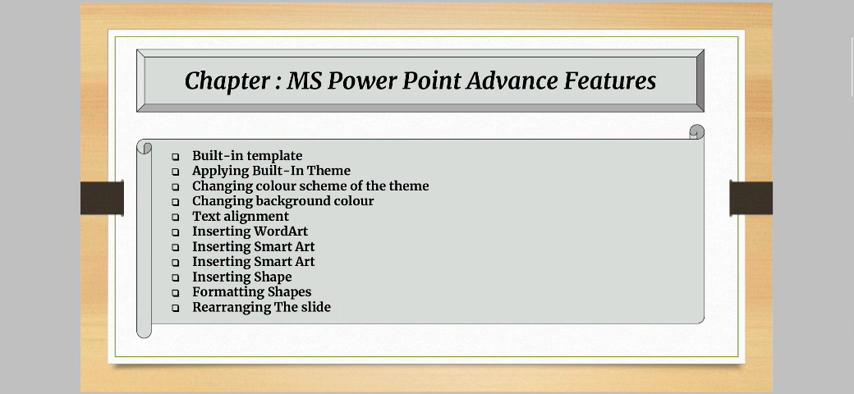 Chapter : MS Power Point Advance Features
Built-in template
Applying Built-In Theme
Changing colour scheme of the theme
Changing background colour
Text alignment
Inserting WordArt
Inserting Smart Art
Inserting Smart Art
Inserting Shape
Formatting Shapes
Rearranging The slide